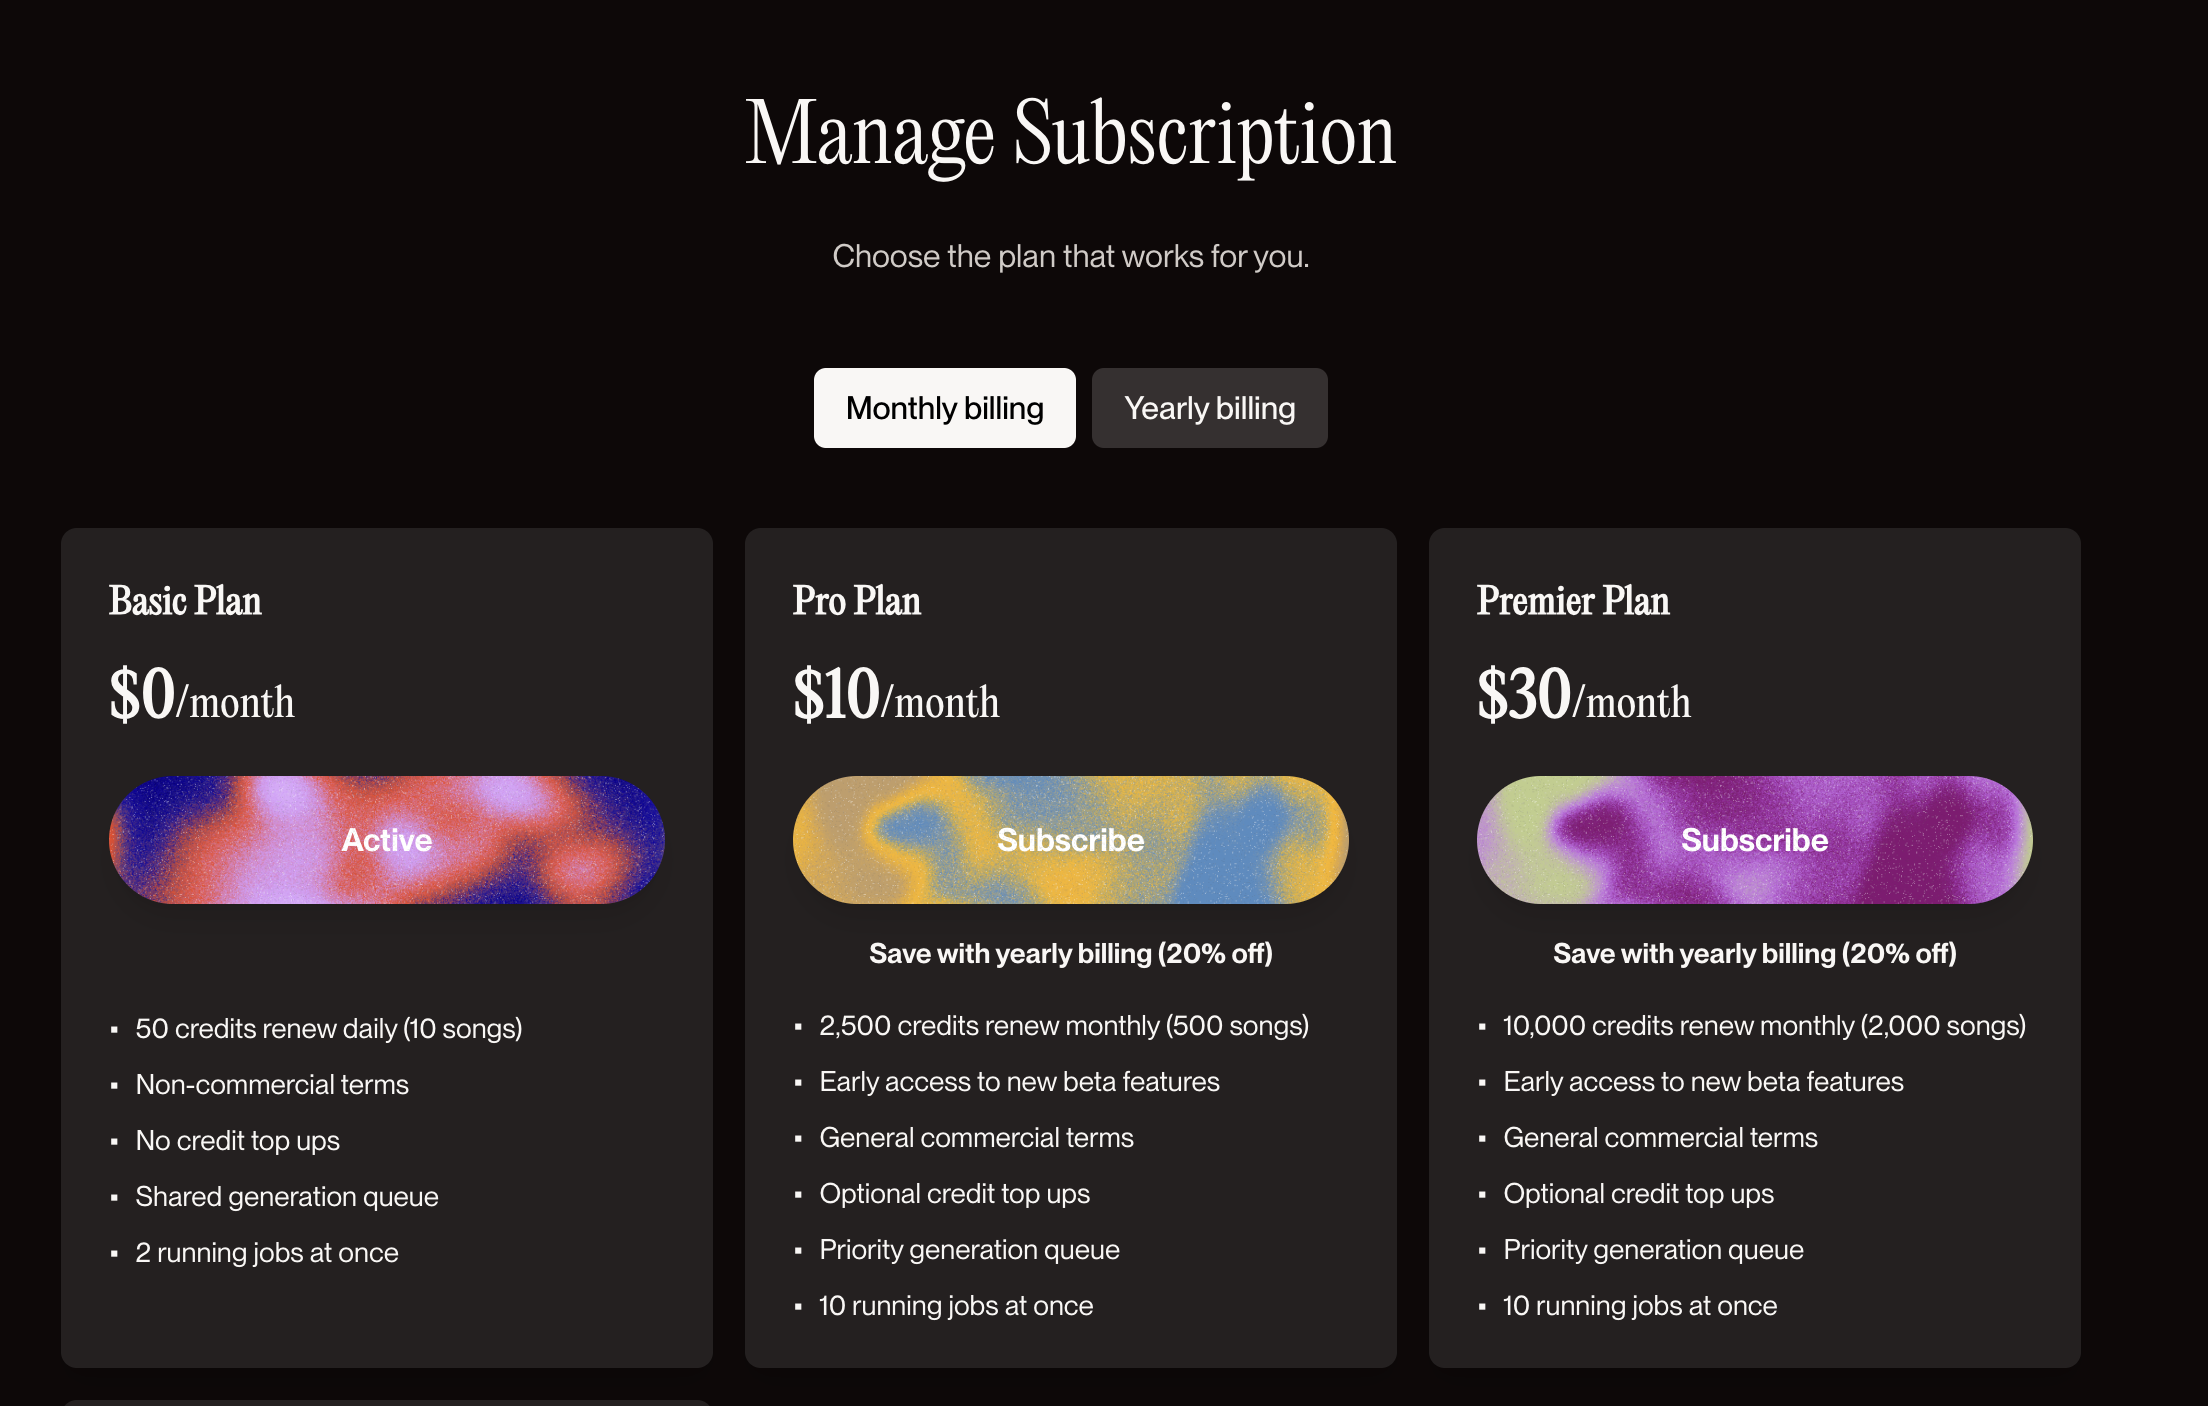 Manage Subscription
Choose the plan that works for you.
Monthly billing
Yearly billing
Basic Plan
$0/month
Active
50 credits renew daily (10 songs)
Non-commercial terms
No credit top ups
Shared generation queue
2 running jobs at once
Pro Plan
$10/month
Subscribe
Save with yearly billing (20% off)
2,500 credits renew monthly (500 songs)
Early access to new beta features
General commercial terms
Optional credit top ups
Priority generation queue
10 running jobs at once
Premier Plan
$30/month
Subscribe
Save with yearly billing (20% off)
10,000 credits renew monthly (2,000 songs)
Early access to new beta features
General commercial terms
Optional credit top ups
Priority generation queue
10 running jobs at once